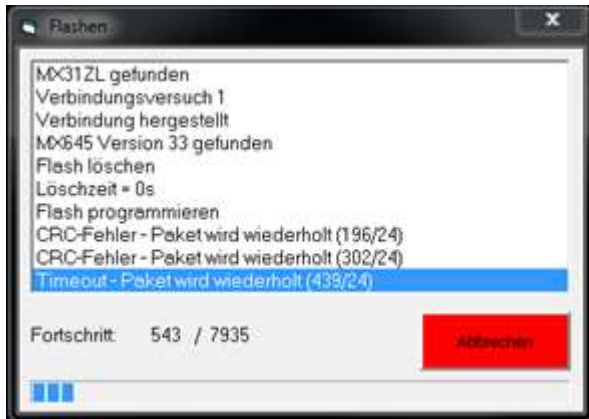 Flashen
MX31ZL gefunden
Verbindungsversuch 1
Verbindung hergestellt
MX645 Version 33 gefunden
Flash löschen
Löschzeit = 0s
Flash programmieren
CRC-Fehler - Paket wird wiederholt (196/24)
CRC-Fehler - Paket wird wiederholt (302/24)
Timeout - Paket wird wiederholt (439/24)
Fortschritt: 543 / 7935
Abbrechen